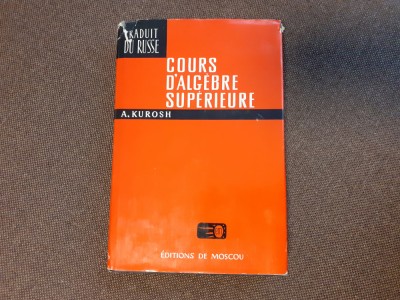 TRADUIT
DU RUSSE
COURS
D'ALGÈBRE
SUPÉRIEURE
A. KUROSH
ÉDITIONS DE MOSCOU